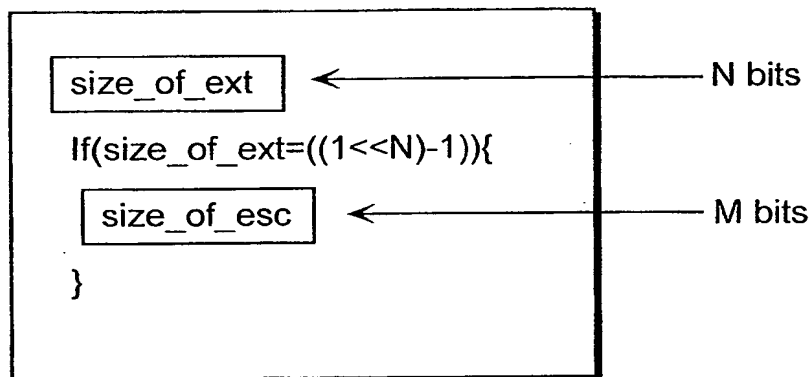 size_of_ext
N bits
If(size_of_ext=((1<<N)-1)){
size_of_esc
M bits
}